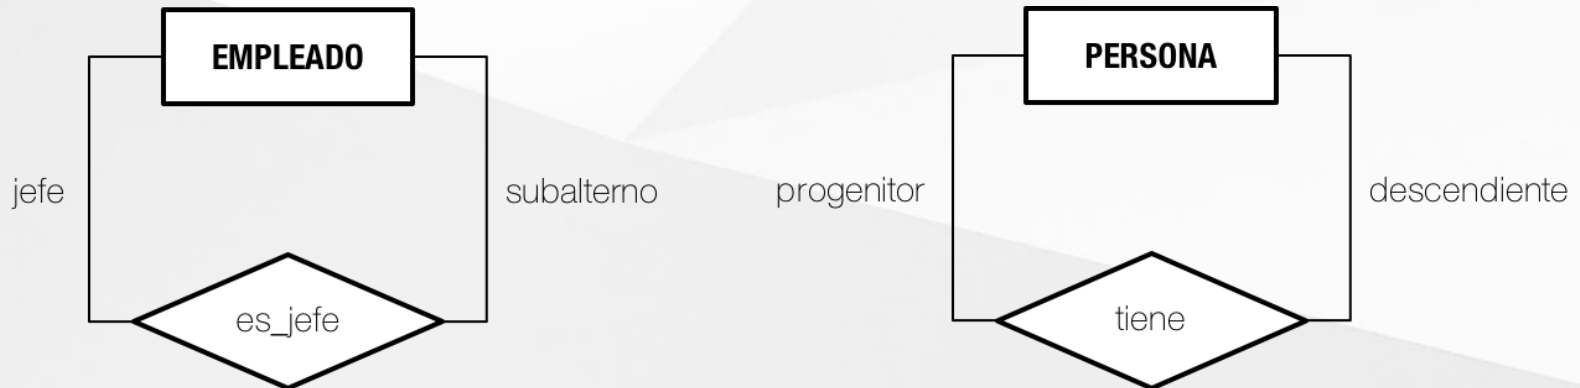 EMPLEADO
jefe
subalterno
es_jefe
PERSONA
progenitor
descendiente
tiene